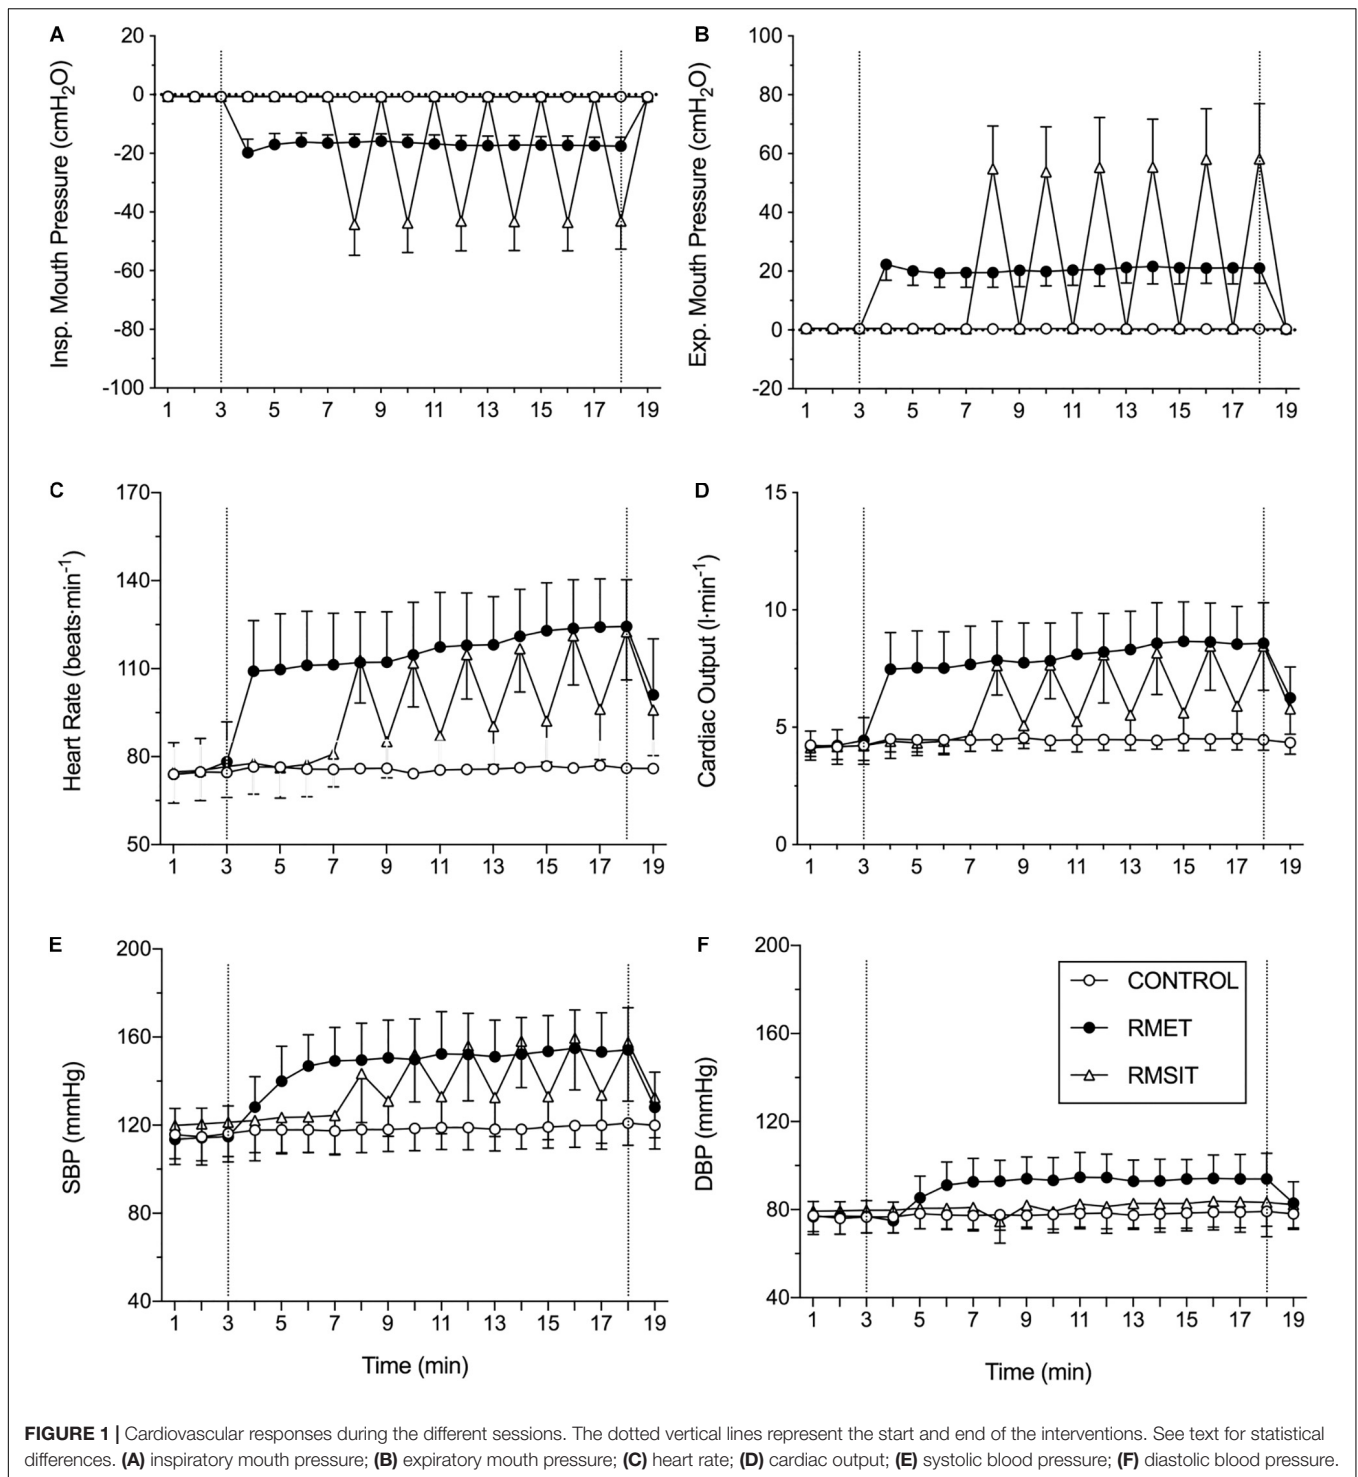 A
20
0
-20
-40
-60
-80
-100
Insp. Mouth Pressure (cmH₂O)
1 3 5 7 9 11 13 15 17 19
B
100
80
60
40
20
0
-20
Exp. Mouth Pressure (cmH₂O)
1 3 5 7 9 11 13 15 17 19
C
170
140
110
80
50
Heart Rate (beats·min⁻¹)
1 3 5 7 9 11 13 15 17 19
D
15
10
5
0
Cardiac Output (l·min⁻¹)
1 3 5 7 9 11 13 15 17 19
E
200
160
120
80
40
SBP (mmHg)
1 3 5 7 9 11 13 15 17 19
Time (min)
F
200
160
120
80
40
DBP (mmHg)
CONTROL
RMET
RMSIT
1 3 5 7 9 11 13 15 17 19
Time (min)
FIGURE 1 | Cardiovascular responses during the different sessions. The dotted vertical lines represent the start and end of the interventions. See text for statistical
differences. (A) inspiratory mouth pressure; (B) expiratory mouth pressure; (C) heart rate; (D) cardiac output; (E) systolic blood pressure; (F) diastolic blood pressure.